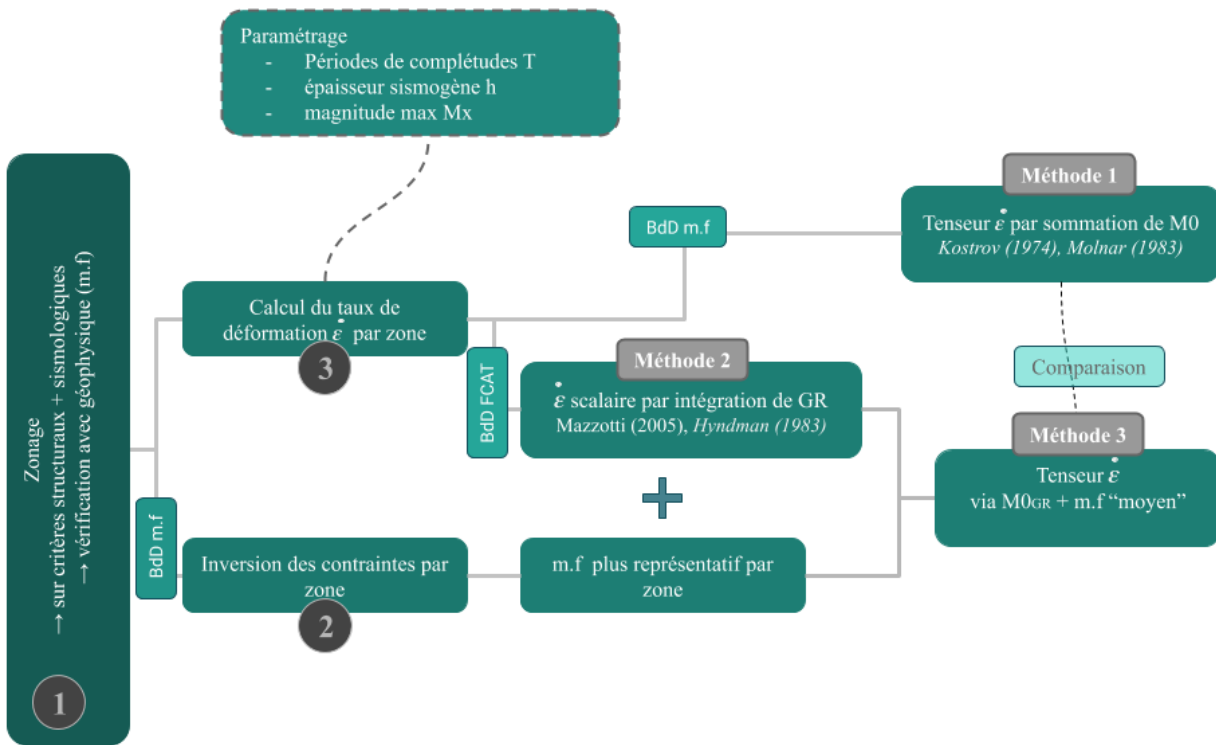 Paramétrage
- Périodes de complétudes T
- épaisseur sismogène h
- magnitude max Mx
Zonage
→ sur critères structuraux + sismologiques
→ vérification avec géophysique (m.f)
1
Méthode 1
Tenseur ε̇ par sommation de M0
Kostrov (1974), Molnar (1983)
BdD m.f
Calcul du taux de
déformation ε̇ par zone
3
BdD FCAT
Méthode 2
ε̇ scalaire par intégration de GR
Mazzotti (2005), Hyndman (1983)
Comparaison
Méthode 3
Tenseur ε̇
via M0GR + m.f “moyen”
+
BdD m.f
Inversion des contraintes par
zone
2
m.f plus représentatif par
zone